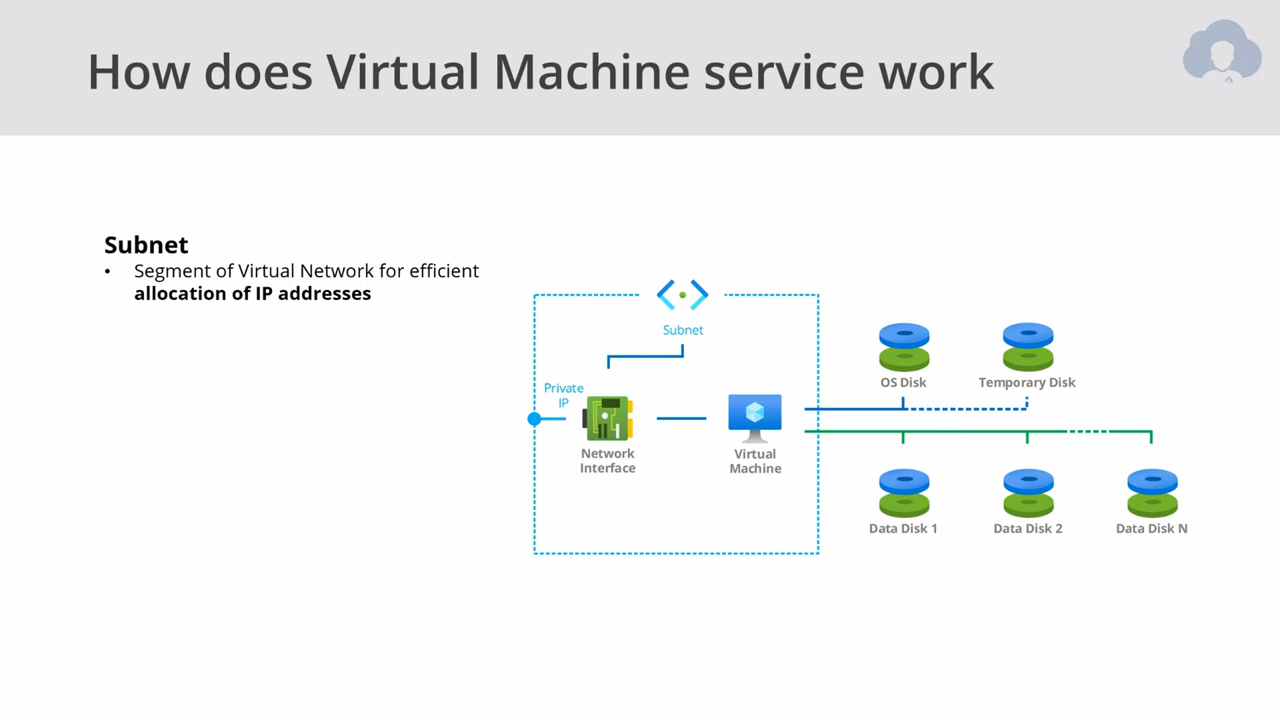 How does Virtual Machine service work
Subnet
• Segment of Virtual Network for efficient
allocation of IP addresses
Subnet
Private
IP
Network
Interface
Virtual
Machine
OS Disk
Temporary Disk
Data Disk 1
Data Disk 2
Data Disk N